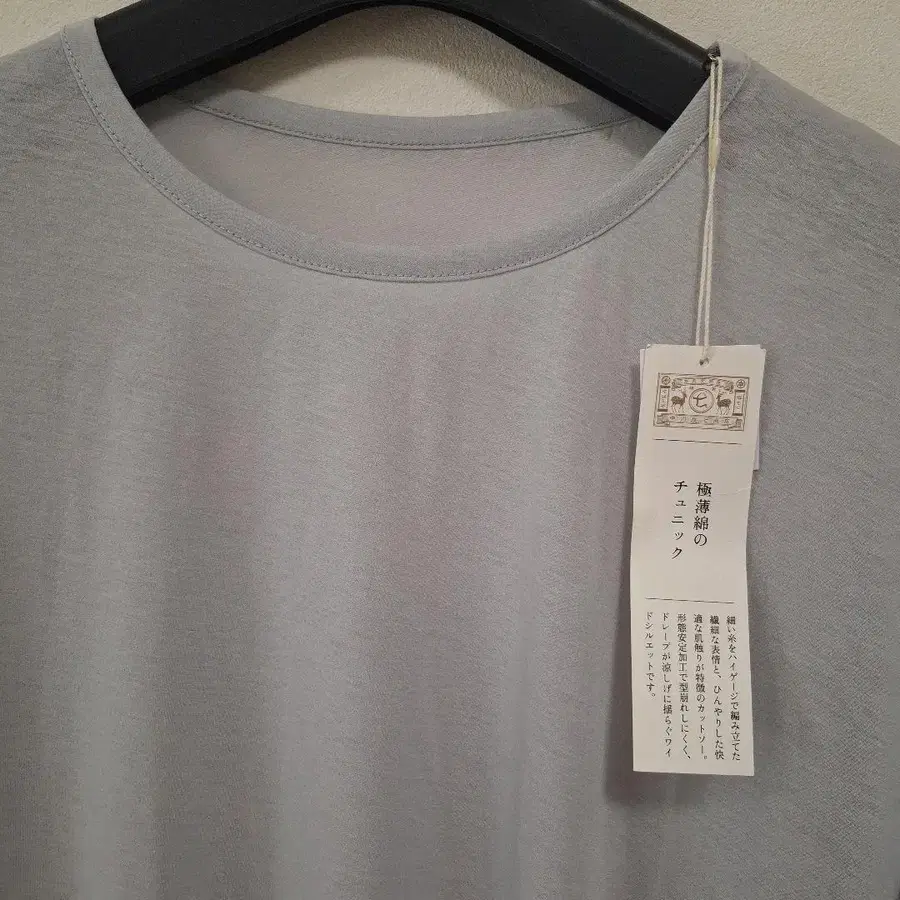 極薄綿の
チュニック
細い糸をハイゲージで編み立てた
繊細な表情と、ひんやりした快
適な肌触りが特徴のカットソー。
形態安定加工で型崩れしにくく、
ドレープが涼しげに揺らぐワイ
ドシルエットです。